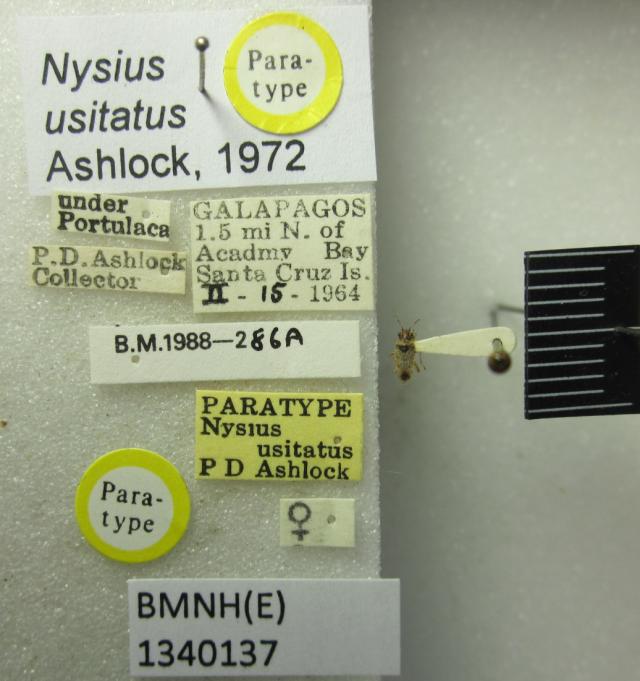 Nysius
usitatus
Ashlock, 1972
Para-
type
under
Portulaca
P.D.Ashlock
Collector
GALAPAGOS
1.5 mi N. of
Acadmy Bay
Santa Cruz Is.
II - 15 - 1964
B.M.1988—286A
PARATYPE
Nysius
usitatus
P D Ashlock
Para-
type
♀
BMNH(E)
1340137